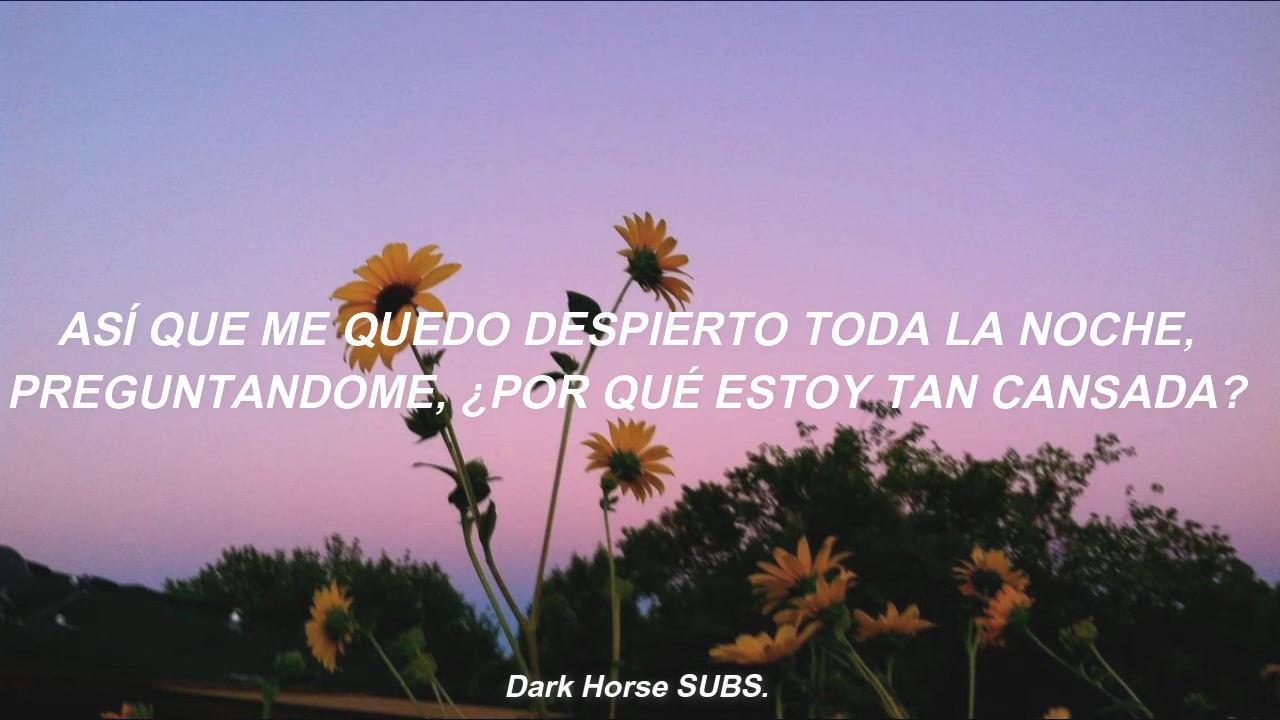 ASÍ QUE ME QUEDO DESPIERTO TODA LA NOCHE,
PREGUNTANDOME, ¿POR QUÉ ESTOY TAN CANSADA?
Dark Horse SUBS.